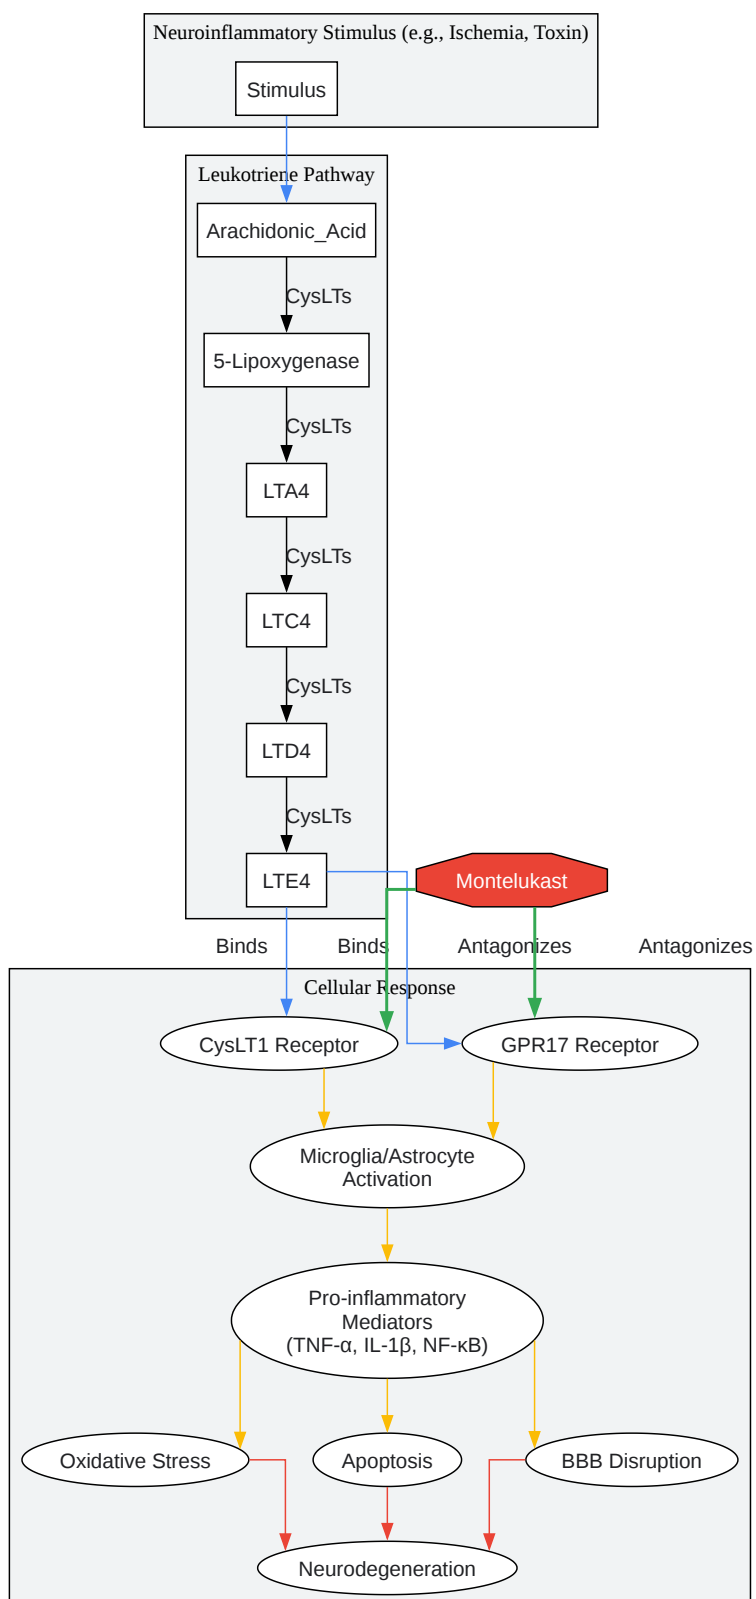 Neuroinflammatory Stimulus (e.g., Ischemia, Toxin)
Stimulus
Leukotriene Pathway
Arachidonic_Acid
CysLTs
5-Lipoxygenase
CysLTs
LTA4
CysLTs
LTC4
CysLTs
LTD4
CysLTs
LTE4
Montelukast
Binds
Binds
Antagonizes
Antagonizes
Cellular Response
CysLT1 Receptor
GPR17 Receptor
Microglia/Astrocyte
Activation
Pro-inflammatory
Mediators
(TNF-α, IL-1β, NF-κB)
Oxidative Stress
Apoptosis
BBB Disruption
Neurodegeneration